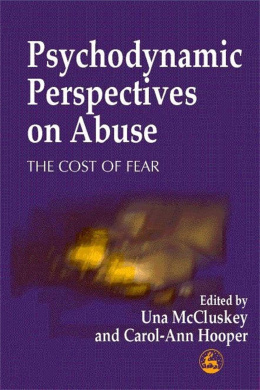 Psychodynamic
Perspectives
on Abuse
THE COST OF FEAR
Edited by
Una McCluskey
and Carol-Ann Hooper